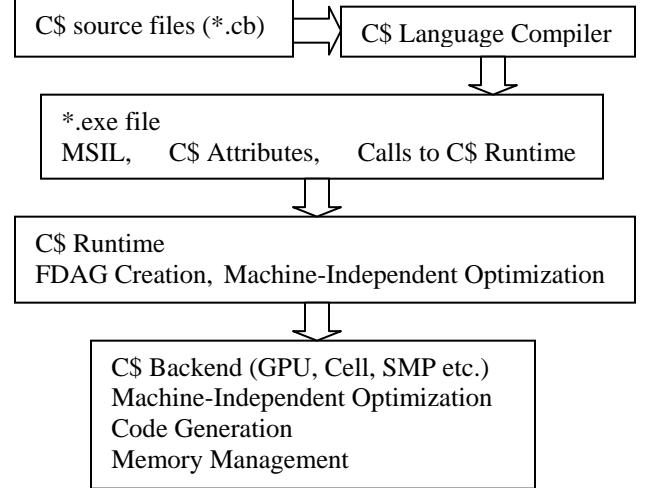 C$ source files (*.cb)
C$ Language Compiler
*.exe file
MSIL, C$ Attributes, Calls to C$ Runtime
C$ Runtime
FDAG Creation, Machine-Independent Optimization
C$ Backend (GPU, Cell, SMP etc.)
Machine-Independent Optimization
Code Generation
Memory Management